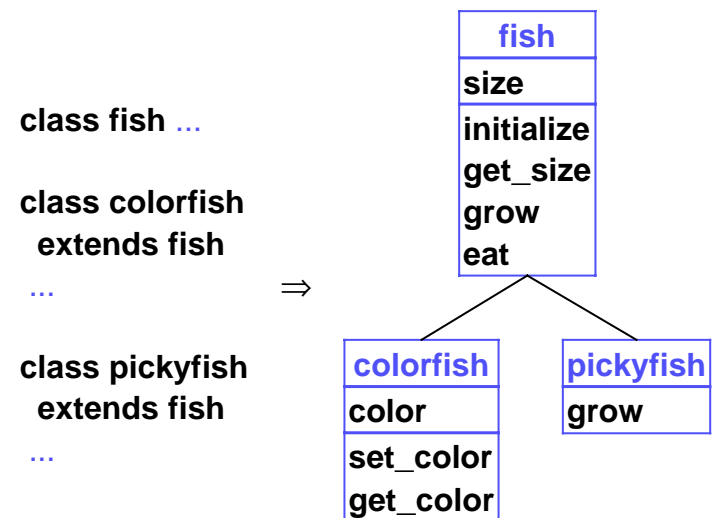 class fish ...
class colorfish
extends fish
...
class pickyfish
extends fish
...
⇒
fish
size
initialize
get_size
grow
eat
colorfish
color
set_color
get_color
pickyfish
grow